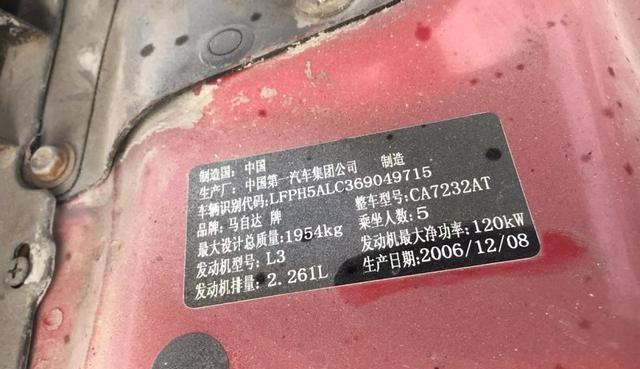 制造国: 中国
生产厂: 中国第一汽车集团公司 制造
车辆识别代码:LFPH5ALC369049715
品牌: 马自达 牌 整车型号: CA7232AT
最大设计总质量:1954kg 乘坐人数:5
发动机型号: L3 发动机最大净功率: 120kW
发动机排量: 2. 261L 生产日期:2006/12/08